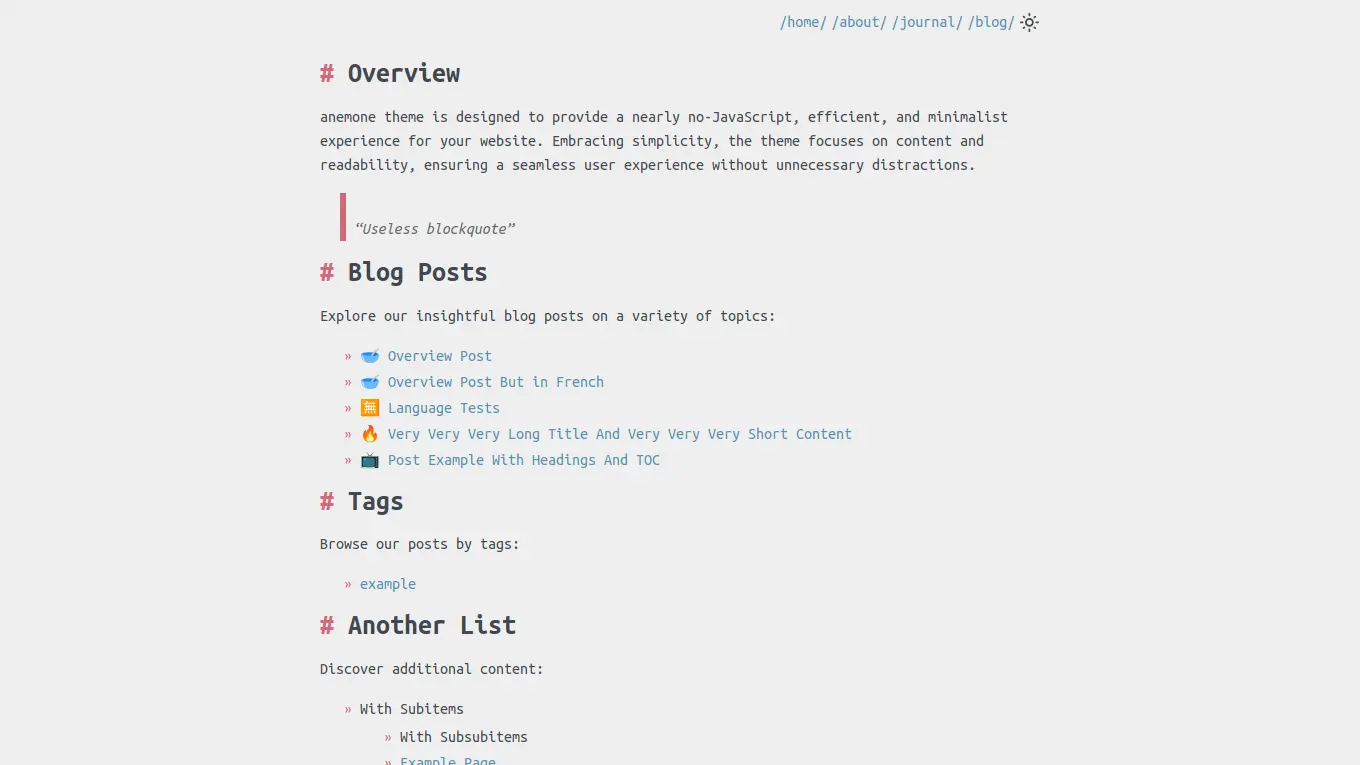 /home/ /about/ /journal/ /blog/
# Overview
anemone theme is designed to provide a nearly no-JavaScript, efficient, and minimalist
experience for your website. Embracing simplicity, the theme focuses on content and
readability, ensuring a seamless user experience without unnecessary distractions.
“Useless blockquote”
# Blog Posts
Explore our insightful blog posts on a variety of topics:
» 🥣 Overview Post
» 🥣 Overview Post But in French
» 🈚 Language Tests
» 🔥 Very Very Very Long Title And Very Very Very Short Content
» 📺 Post Example With Headings And TOC
# Tags
Browse our posts by tags:
» example
# Another List
Discover additional content:
» With Subitems
» With Subsubitems
» Example Page